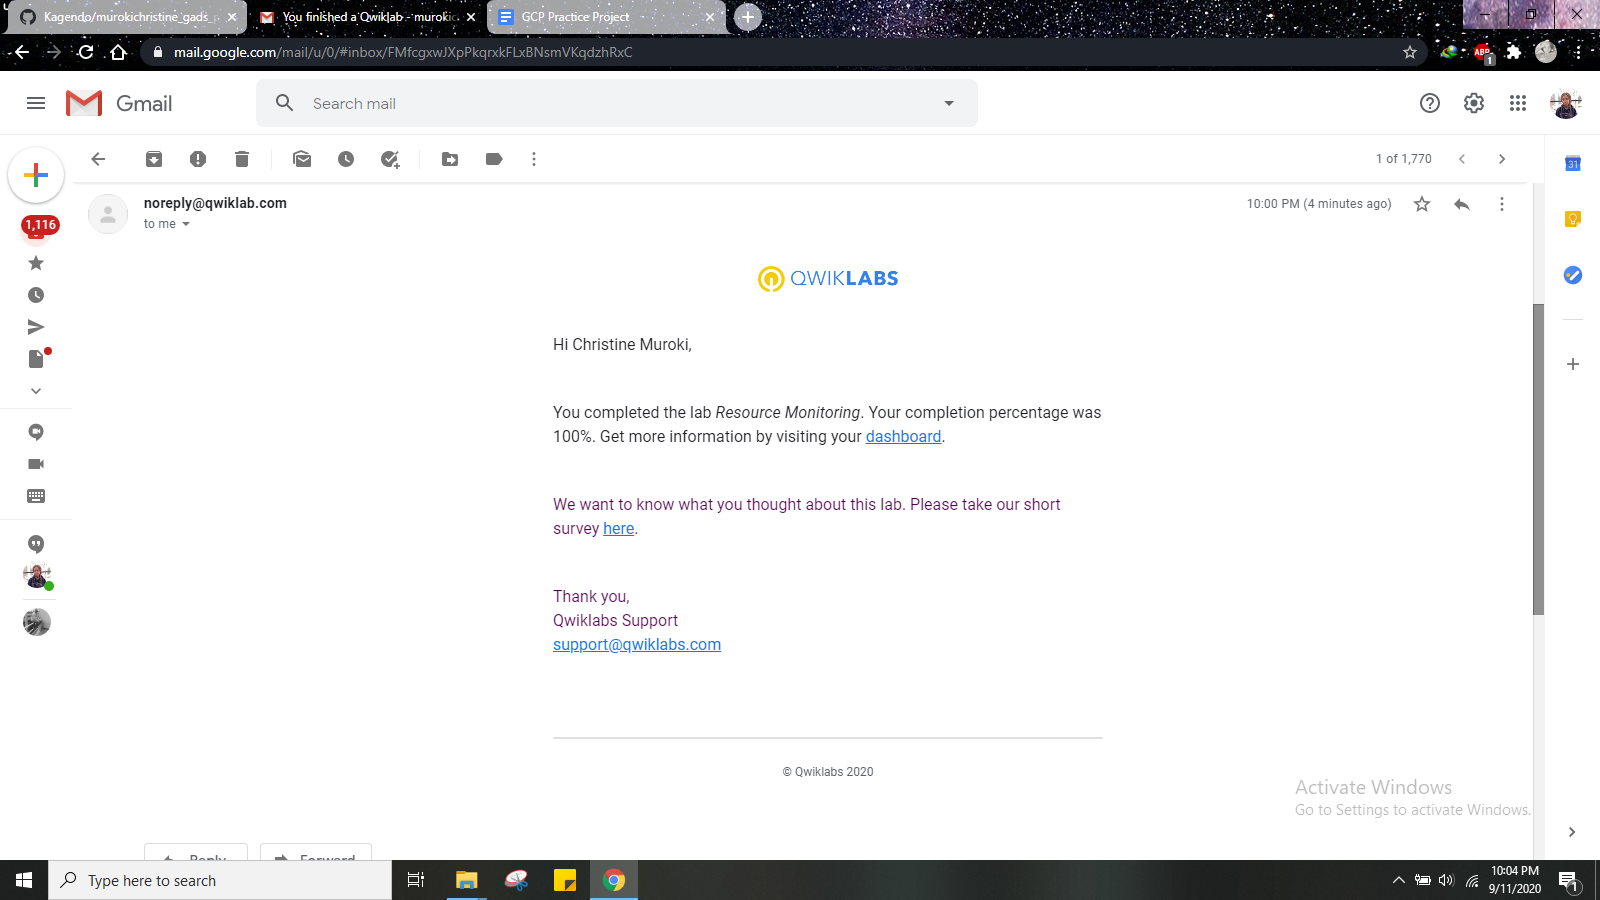 Kagendo/murokichristine_gads_
You finished a Qwiklab - muroki
GCP Practice Project
mail.google.com/mail/u/0/#inbox/FMfcgxwJXpPkqrxkFLxBNsmVKqdzhRxC
ABP
1
Gmail
Search mail
1 of 1,770
31
noreply@qwiklab.com
to me
10:00 PM (4 minutes ago)
1,116
QWIKLABS
Hi Christine Muroki,
You completed the lab Resource Monitoring. Your completion percentage was
100%. Get more information by visiting your dashboard.
We want to know what you thought about this lab. Please take our short
survey here.
Thank you,
Qwiklabs Support
support@qwiklabs.com
© Qwiklabs 2020
Activate Windows
Go to Settings to activate Windows.
Reply
Forward
Type here to search
10:04 PM
9/11/2020
1